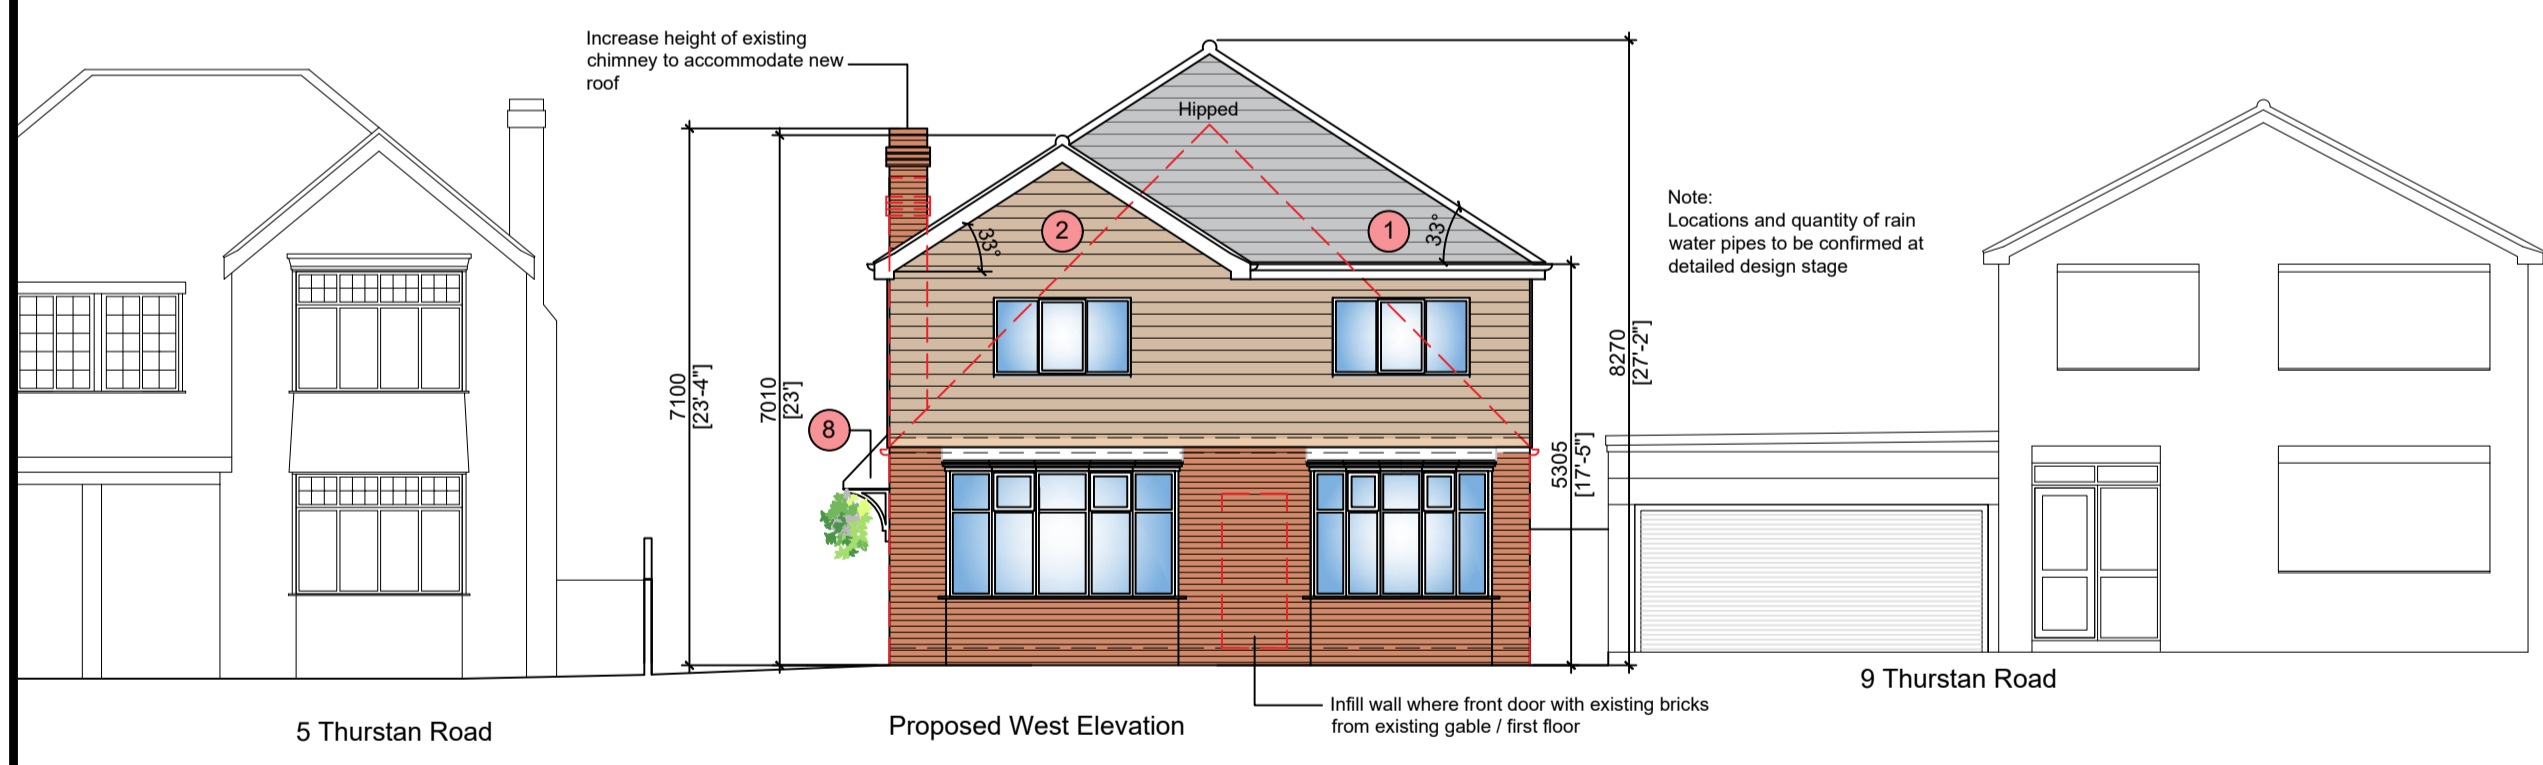 Increase height of existing
chimney to accommodate new
roof
Hipped
2
1
33°
33°
Note:
Locations and quantity of rain
water pipes to be confirmed at
detailed design stage
7100
[23'-4"]
7010
[23']
8
8270
[27'-2"]
5305
[17'-5"]
5 Thurstan Road
Proposed West Elevation
Infill wall where front door with existing bricks
from existing gable / first floor
9 Thurstan Road